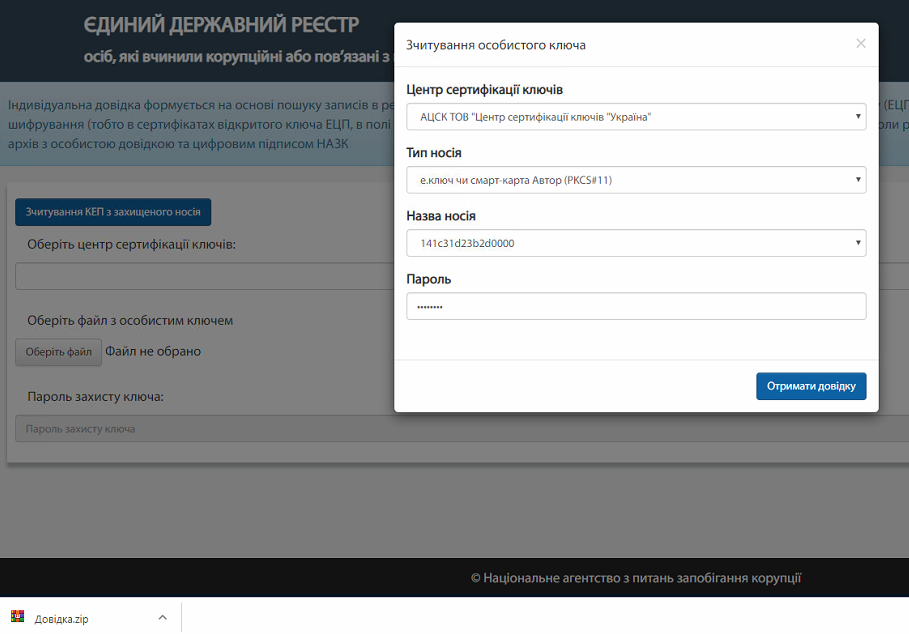 ЄДИНИЙ ДЕРЖАВНИЙ РЕЄСТР
осіб, які вчинили корупційні або пов'язані з
Індивідуальна довідка формується на основі пошуку записів в ре
(ЕЦП
шифрування (тобто в сертифікатах відкритого ключа ЕЦП, в полі
архів з особистою довідкою та цифровим підписом НАЗК
Зчитування КЕП з захищеного носія
Оберіть центр сертифікації ключів:
Оберіть файл з особистим ключем
Оберіть файл Файл не обрано
Пароль захисту ключа:
Пароль захисту ключа
Зчитування особистого ключа
×
Центр сертифікації ключів
АЦСК ТОВ "Центр сертифікації ключів "Україна"
Тип носія
е.ключ чи смарт-карта Автор (PKCS#11)
Назва носія
141c31d23b2d0000
Пароль
••••••••
Отримати довідку
© Національне агентство з питань запобігання корупції
Довідка.zip